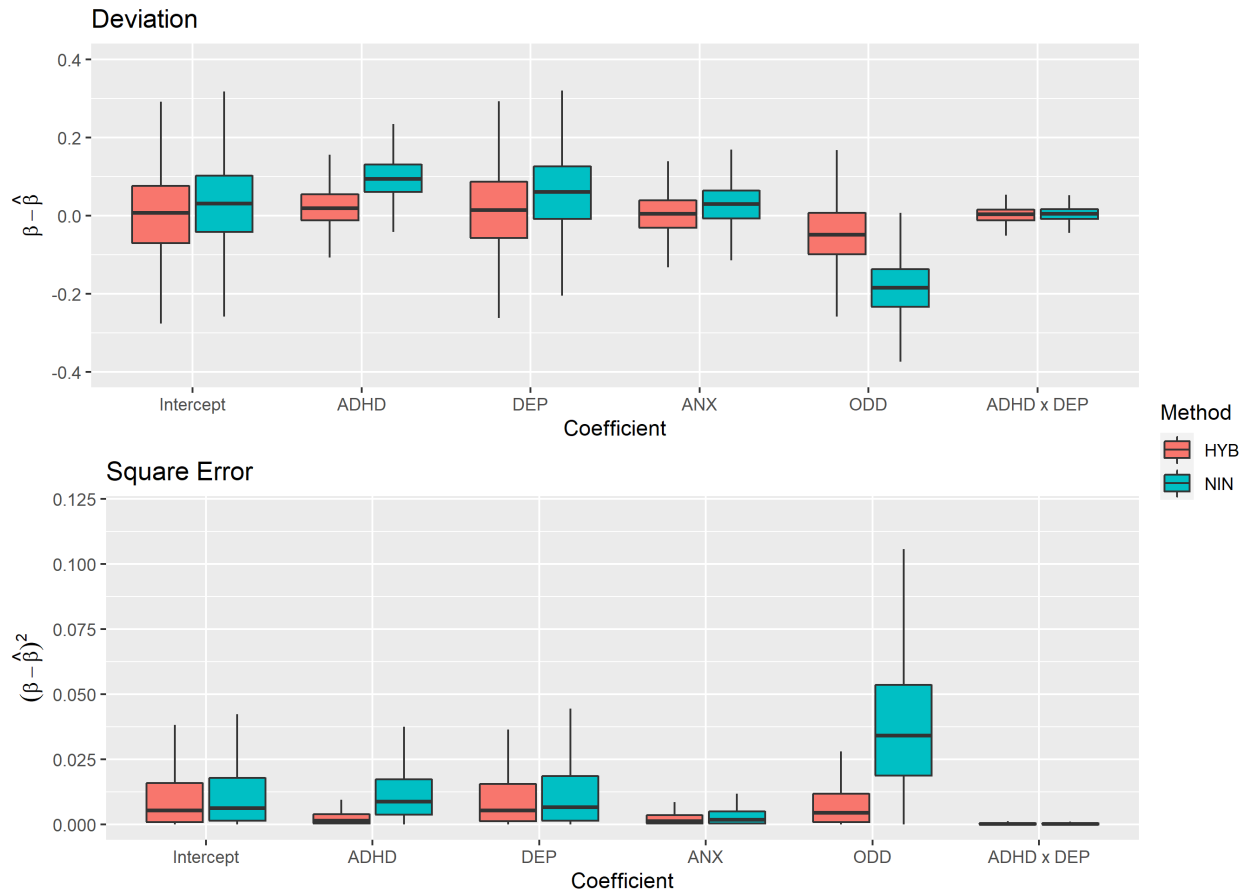 Deviation
0.4
0.2
0.0
-0.2
-0.4
β − β̂
Intercept ADHD DEP ANX ODD ADHD x DEP
Coefficient
Method
HYB
NIN
Square Error
0.125
0.100
0.075
0.050
0.025
0.000
(β − β̂)²
Intercept ADHD DEP ANX ODD ADHD x DEP
Coefficient